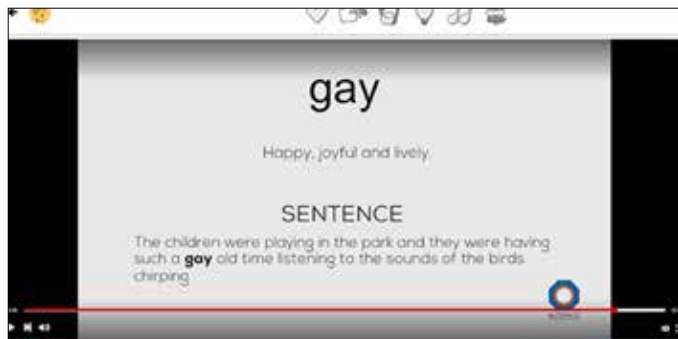 gay
Happy, joyful and lively
SENTENCE
The children were playing in the park and they were having
such a gay old time listening to the sounds of the birds
chirping